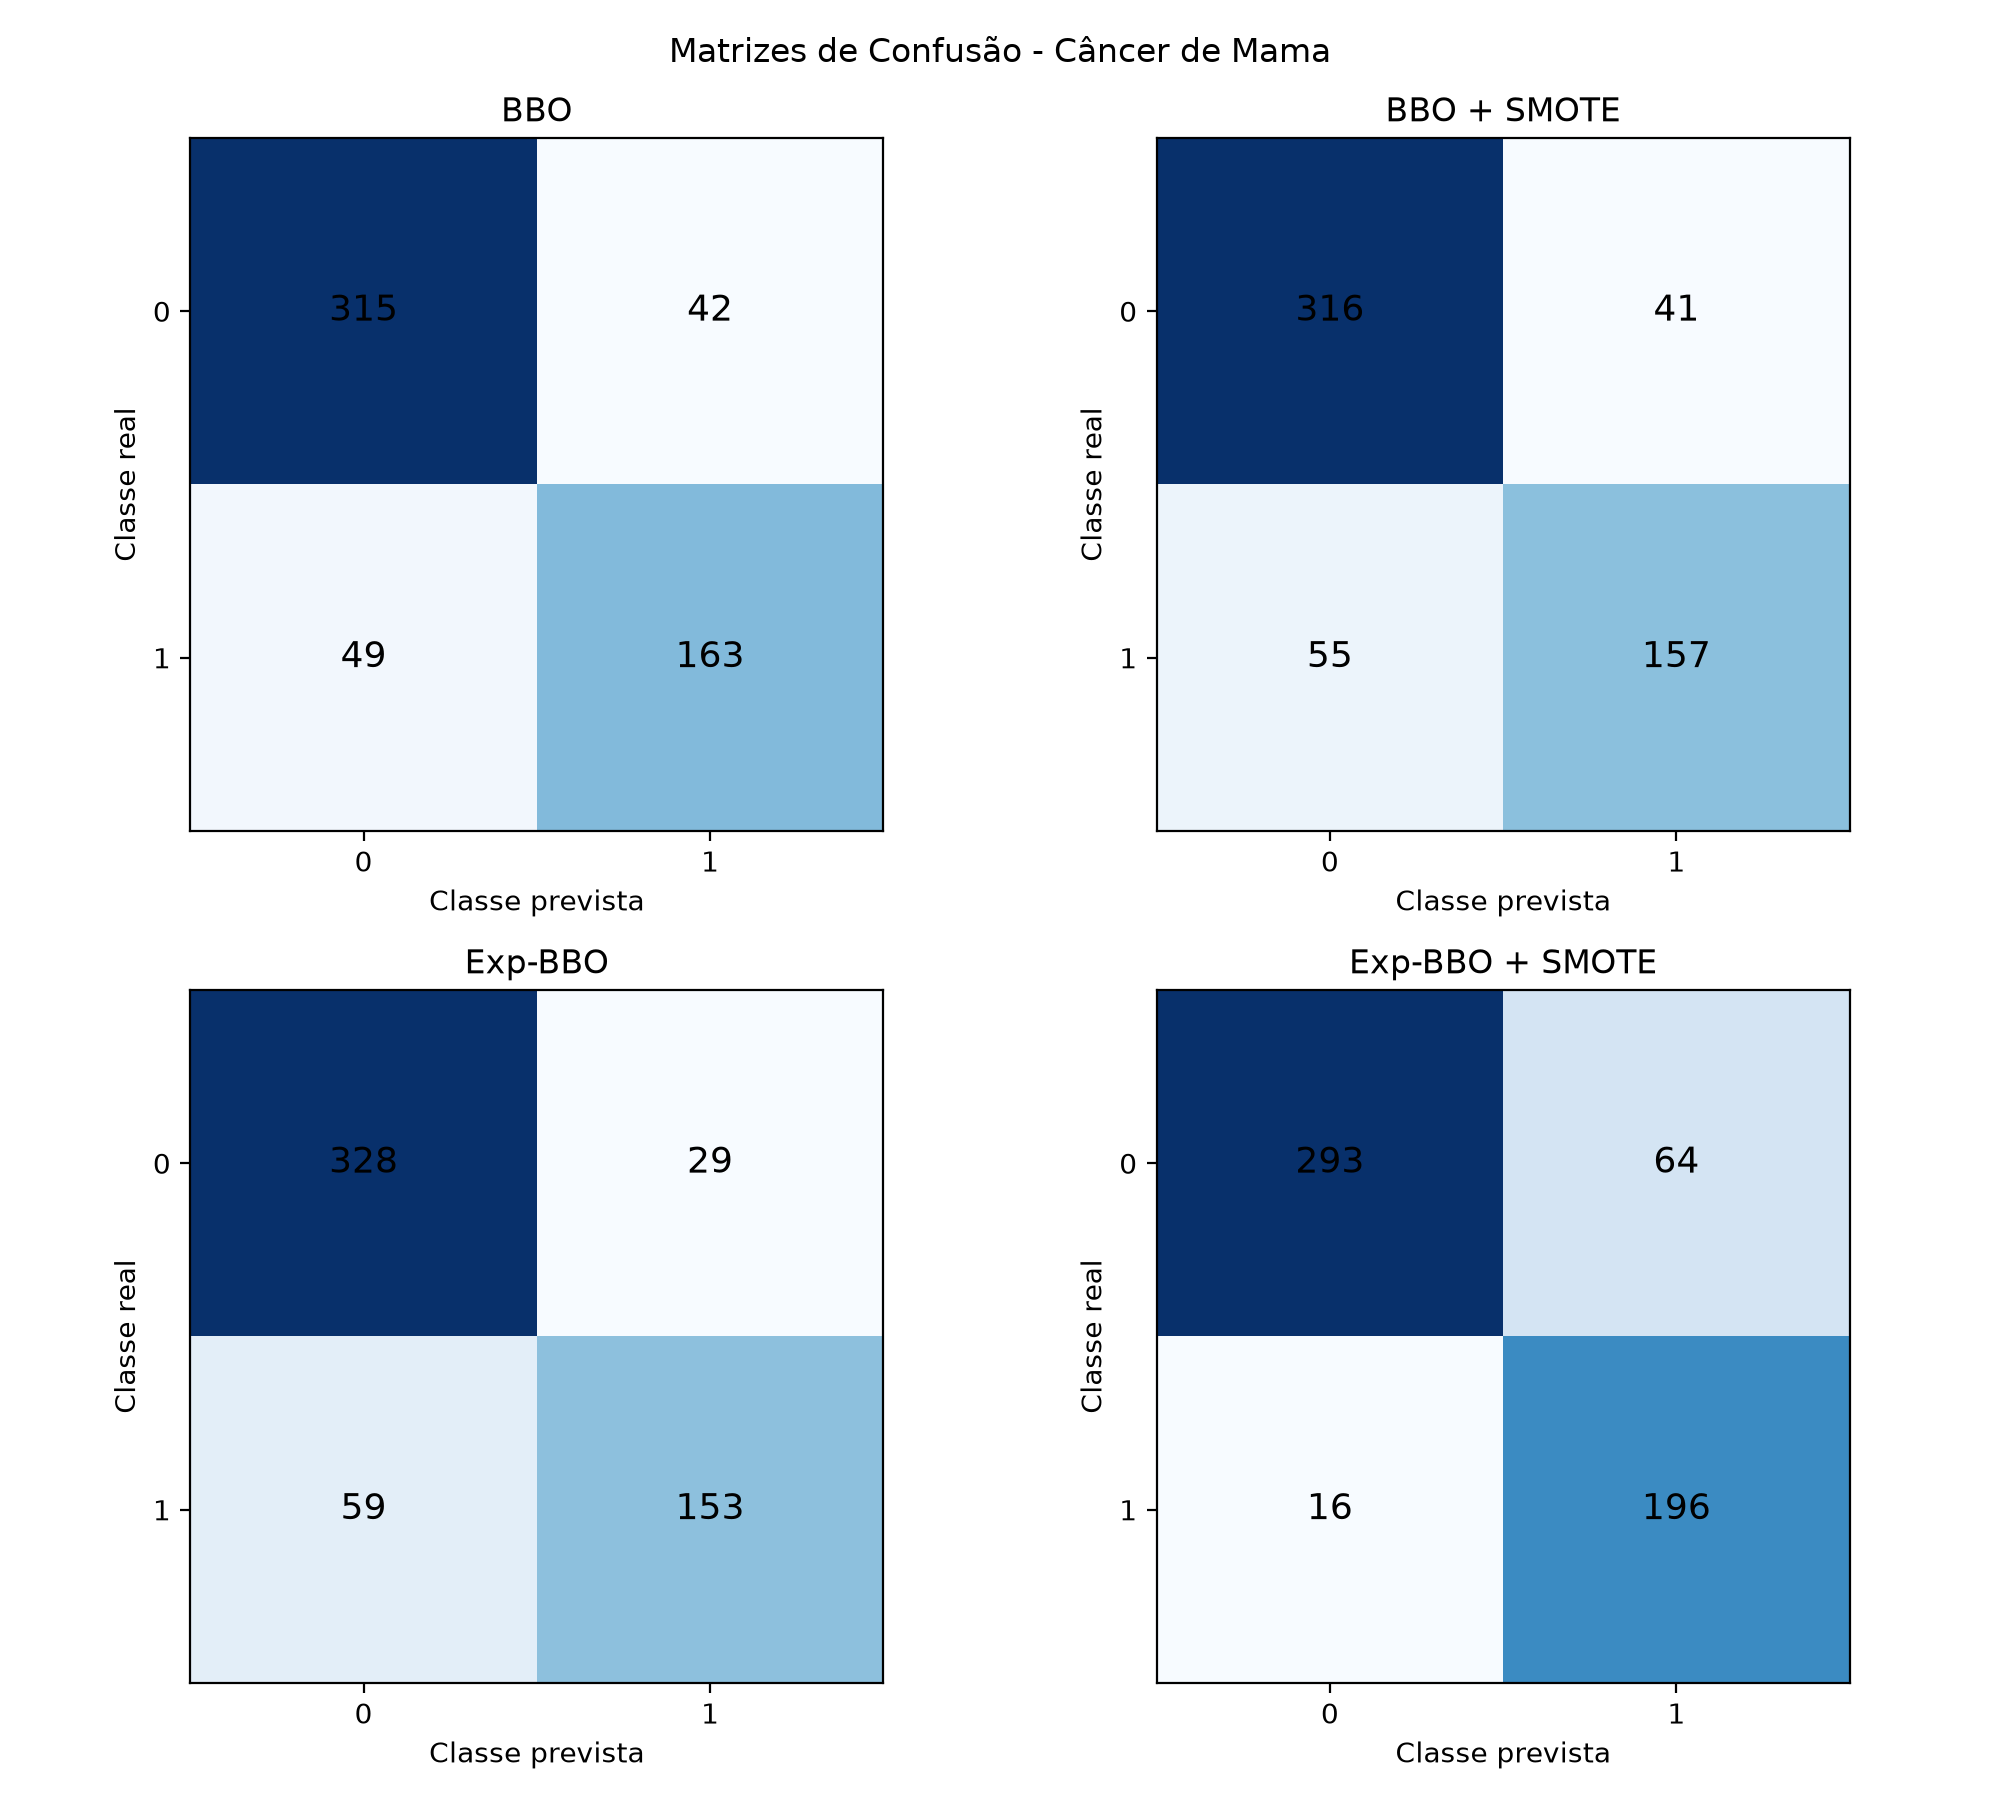 Matrizes de Confusão - Câncer de Mama
BBO
315 42
49 163
0
1
Classe real
0 1
Classe prevista
BBO + SMOTE
316 41
55 157
0
1
Classe real
0 1
Classe prevista
Exp-BBO
328 29
59 153
0
1
Classe real
0 1
Classe prevista
Exp-BBO + SMOTE
293 64
16 196
0
1
Classe real
0 1
Classe prevista